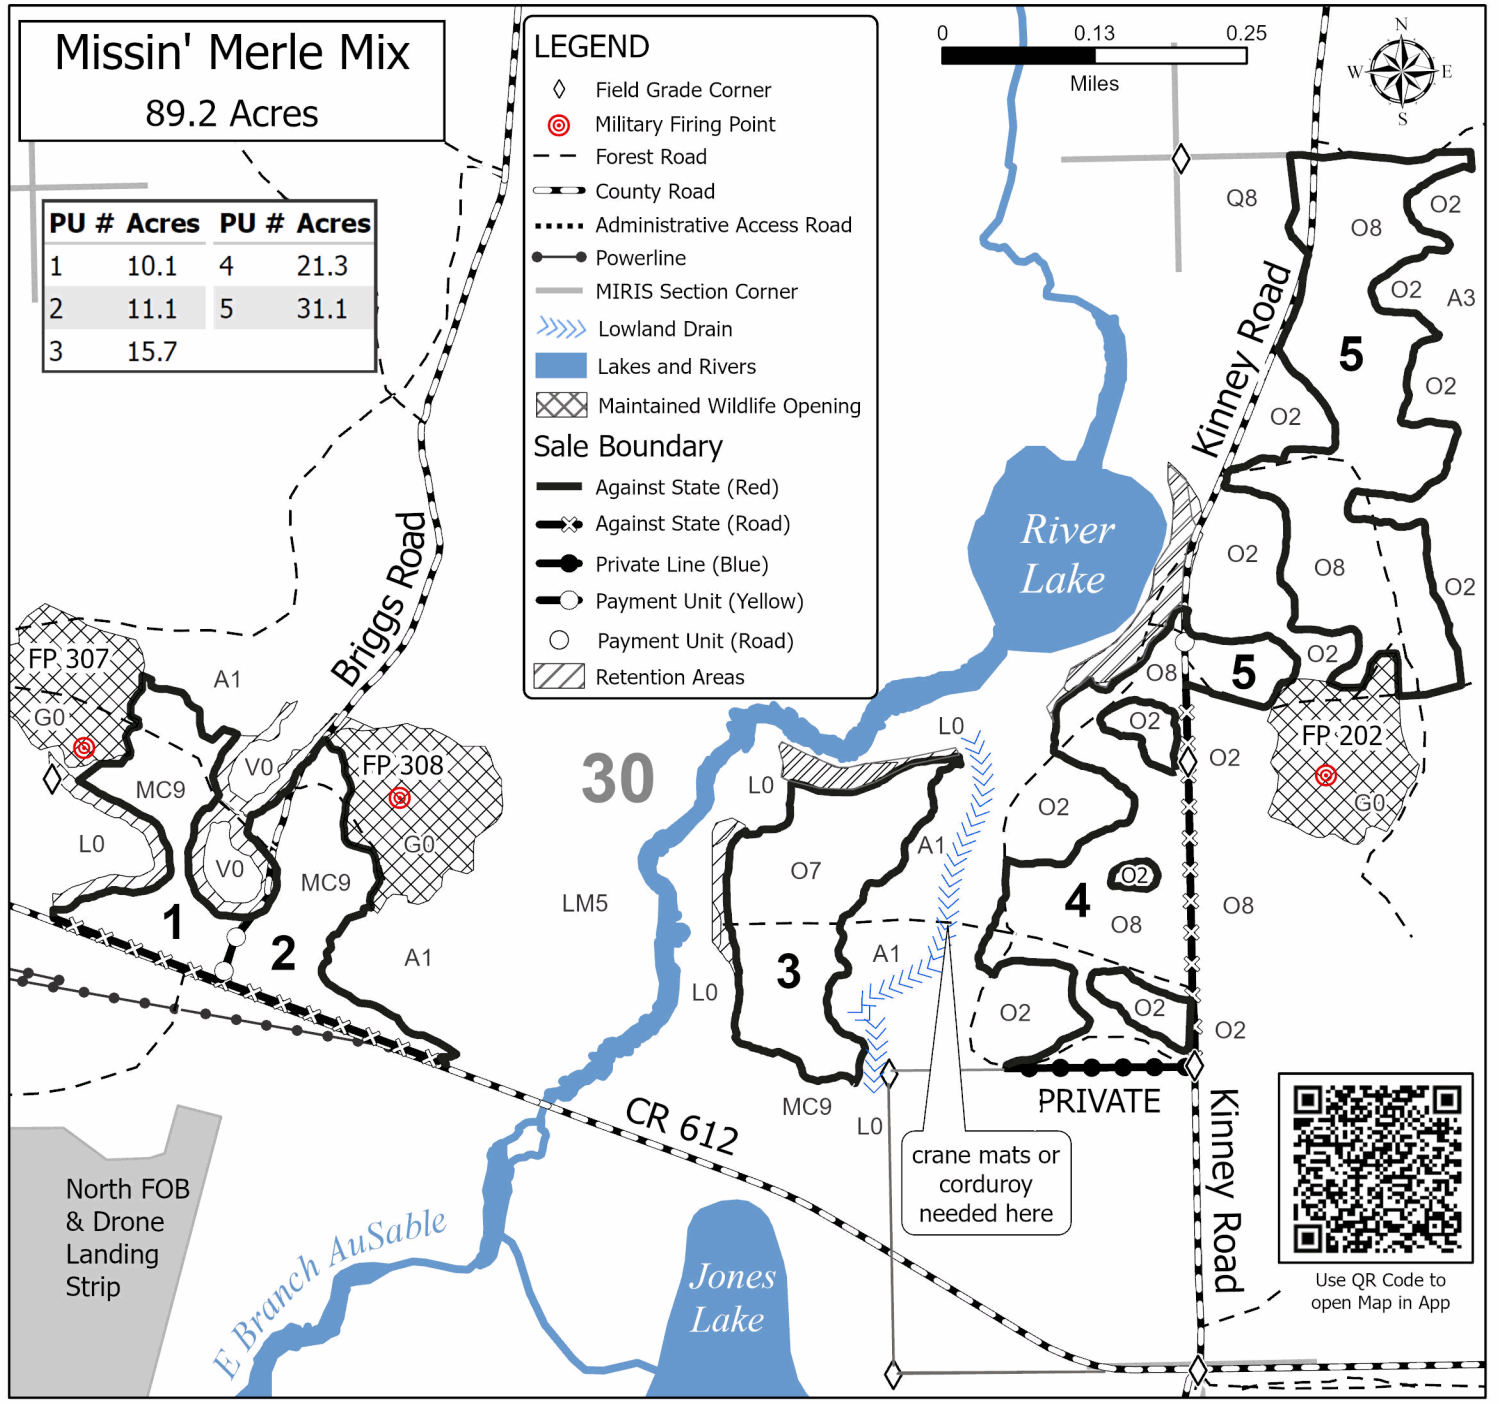 Missin' Merle Mix
89.2 Acres
PU # Acres PU # Acres
1 10.1 4 21.3
2 11.1 5 31.1
3 15.7
LEGEND
Field Grade Corner
Military Firing Point
Forest Road
County Road
Administrative Access Road
Powerline
MIRIS Section Corner
Lowland Drain
Lakes and Rivers
Maintained Wildlife Opening
Sale Boundary
Against State (Red)
Against State (Road)
Private Line (Blue)
Payment Unit (Yellow)
Payment Unit (Road)
Retention Areas
0 0.13 0.25
Miles
N
W E
S
Q8
O8
O2
O2
A3
5
O2
O2
Kinney Road
River
Lake
O2
O8
O2
Briggs Road
FP 307
G0
A1
MC9
V0
L0
V0
1
FP 308
G0
MC9
2
A1
30
LM5
L0
L0
L0
O7
A1
A1
3
MC9
L0
O8
5
O2
O2
O2
FP 202
G0
O2
O2
4
O8
O8
O2
O2
O2
PRIVATE
crane mats or
corduroy
needed here
CR 612
Kinney Road
North FOB
& Drone
Landing
Strip
E Branch AuSable
Jones
Lake
Use QR Code to
open Map in App